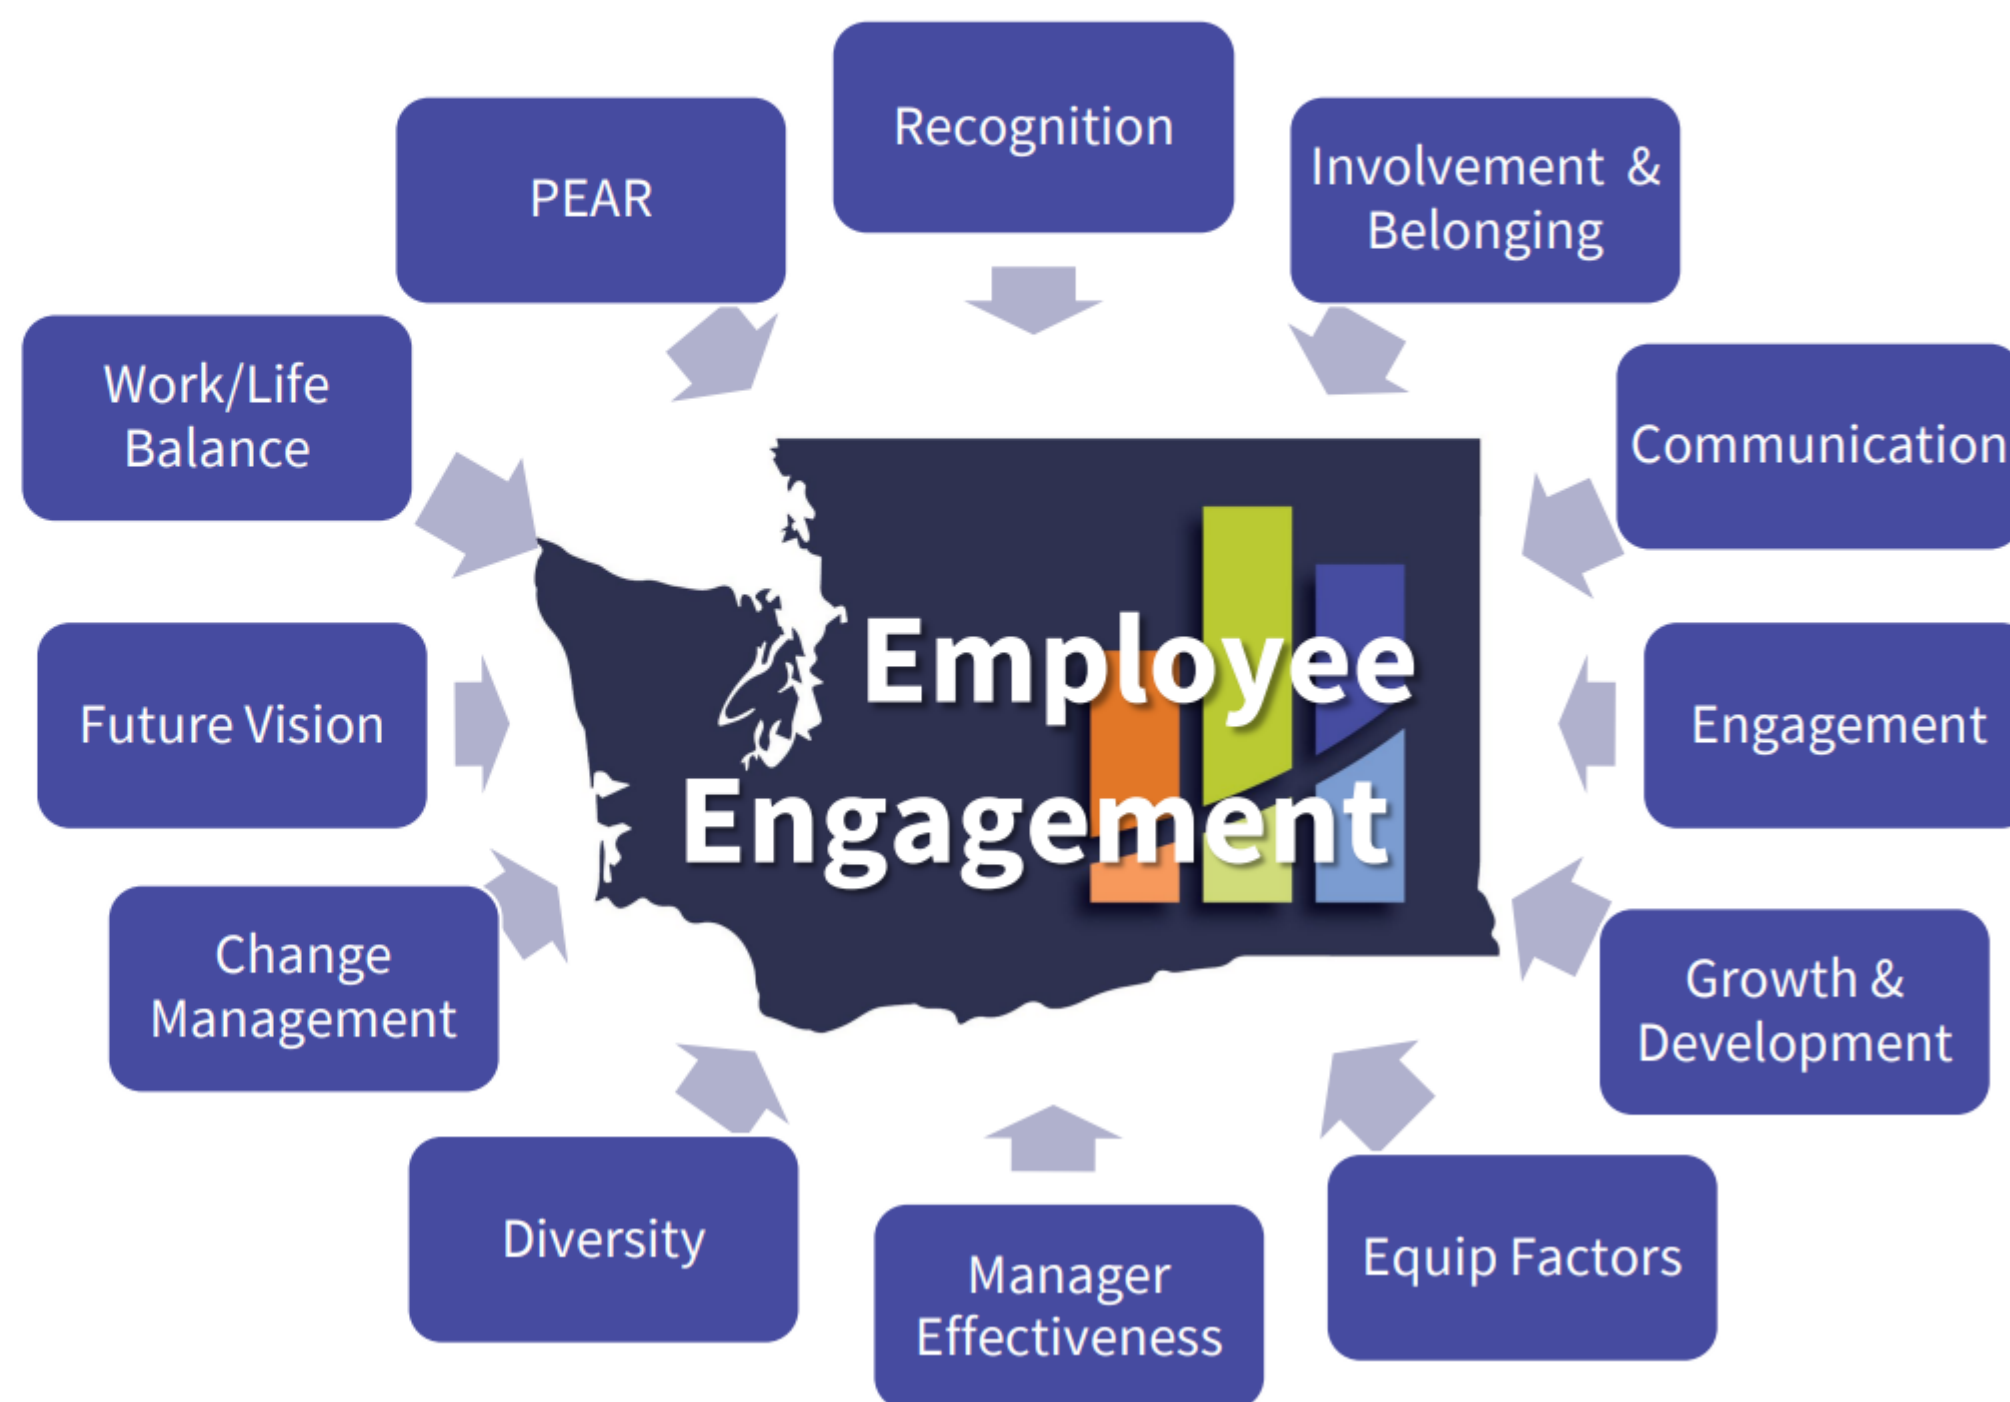 Recognition
PEAR
Involvement &
Belonging
Work/Life
Balance
Communication
Employee
Engagement
Future Vision
Engagement
Change
Management
Growth &
Development
Diversity
Manager
Effectiveness
Equip Factors